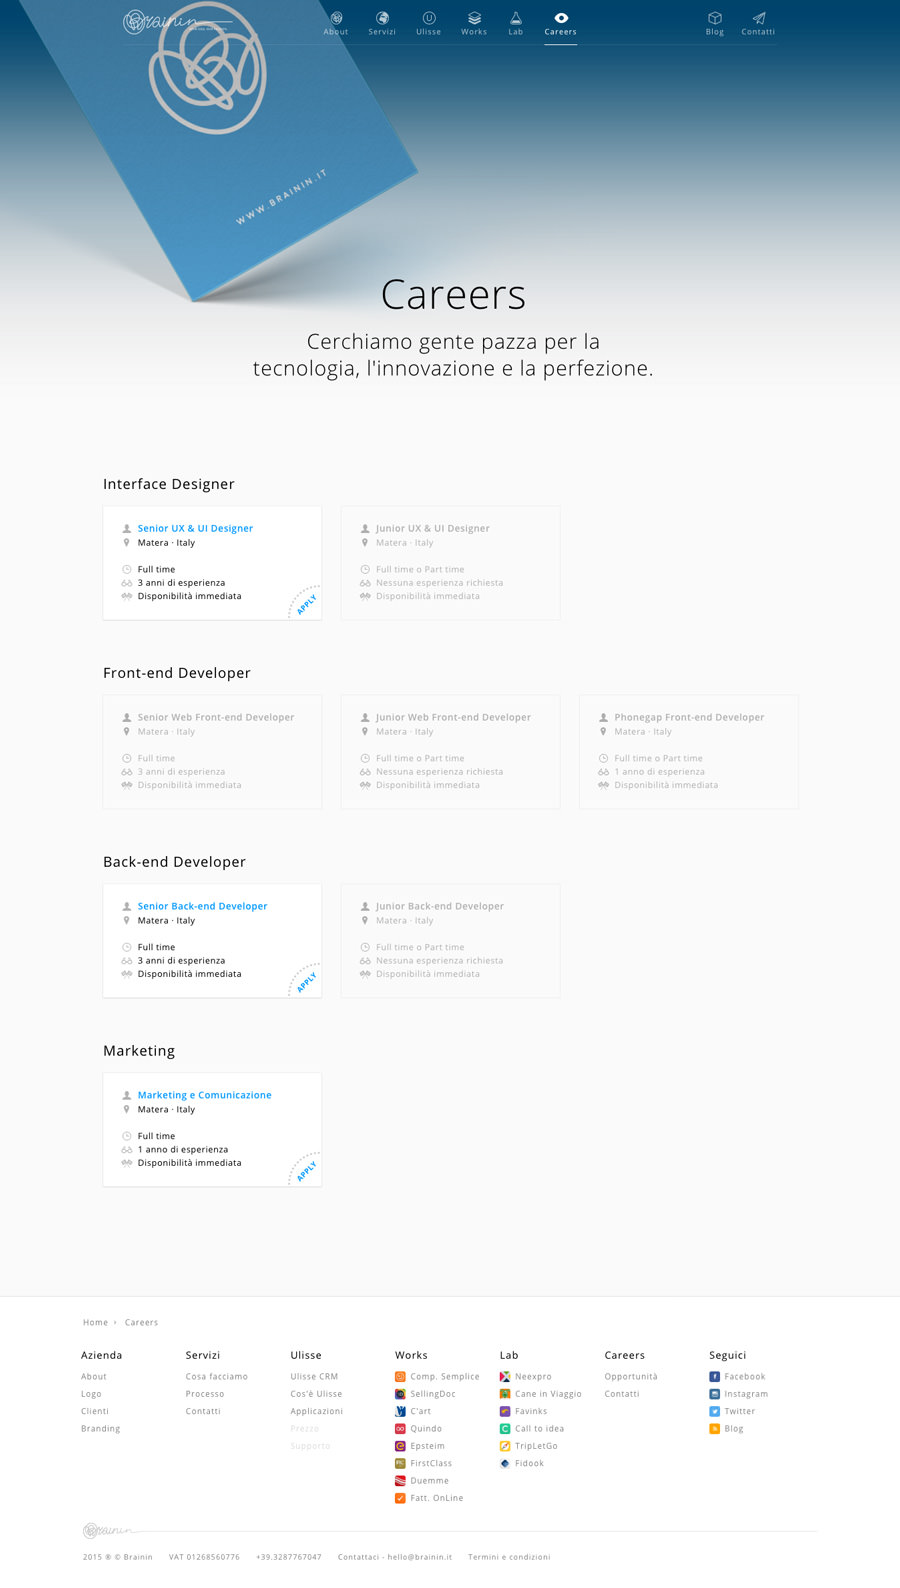 Brainin
About
Servizi
Ulisse
Works
Lab
Careers
Blog
Contatti
WWW.BRAININ.IT
Careers
Cerchiamo gente pazza per la
tecnologia, l'innovazione e la perfezione.
Interface Designer
Senior UX & UI Designer
Matera · Italy
Full time
3 anni di esperienza
Disponibilità immediata
APPLY
Junior UX & UI Designer
Matera · Italy
Full time o Part time
Nessuna esperienza richiesta
Disponibilità immediata
Front-end Developer
Senior Web Front-end Developer
Matera · Italy
Full time
3 anni di esperienza
Disponibilità immediata
Junior Web Front-end Developer
Matera · Italy
Full time o Part time
Nessuna esperienza richiesta
Disponibilità immediata
Phonegap Front-end Developer
Matera · Italy
Full time o Part time
1 anno di esperienza
Disponibilità immediata
Back-end Developer
Senior Back-end Developer
Matera · Italy
Full time
3 anni di esperienza
Disponibilità immediata
APPLY
Junior Back-end Developer
Matera · Italy
Full time o Part time
Nessuna esperienza richiesta
Disponibilità immediata
Marketing
Marketing e Comunicazione
Matera · Italy
Full time
1 anno di esperienza
Disponibilità immediata
APPLY
Home › Careers
Azienda
About
Logo
Clienti
Branding
Servizi
Cosa facciamo
Processo
Contatti
Ulisse
Ulisse CRM
Cos'è Ulisse
Applicazioni
Prezzo
Supporto
Works
Comp. Semplice
SellingDoc
C'art
Quindo
Epsteim
FirstClass
Duemme
Fatt. OnLine
Lab
Neexpro
Cane in Viaggio
Favinks
Call to idea
TripLetGo
Fidook
Careers
Opportunità
Contatti
Seguici
Facebook
Instagram
Twitter
Blog
Brainin
2015 ® © Brainin VAT 01268560776 +39.3287767047 Contattaci - hello@brainin.it Termini e condizioni